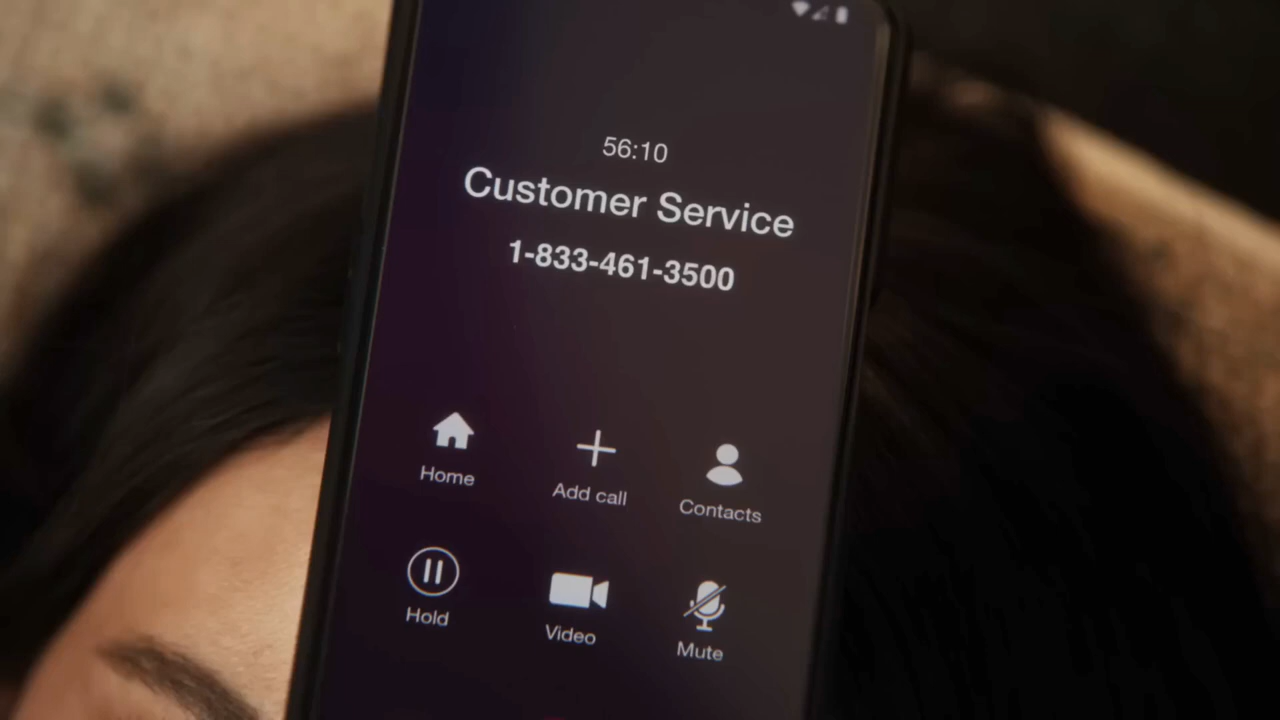 56:10
Customer Service
1-833-461-3500
Home
Add call
Contacts
Hold
Video
Mute